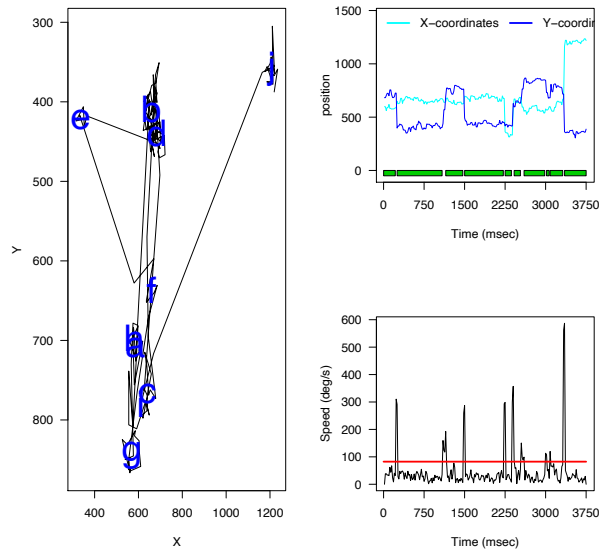 300
400
500
600
700
800
Y
400
600
800
1000
1200
X
j
b
e
d
f
h
a
c
g
1500
1000
500
0
position
X−coordinates
Y−coordir
0
750
1500
2250
3000
3750
Time (msec)
600
500
400
300
200
100
0
Speed (deg/s)
0
750
1500
2250
3000
3750
Time (msec)